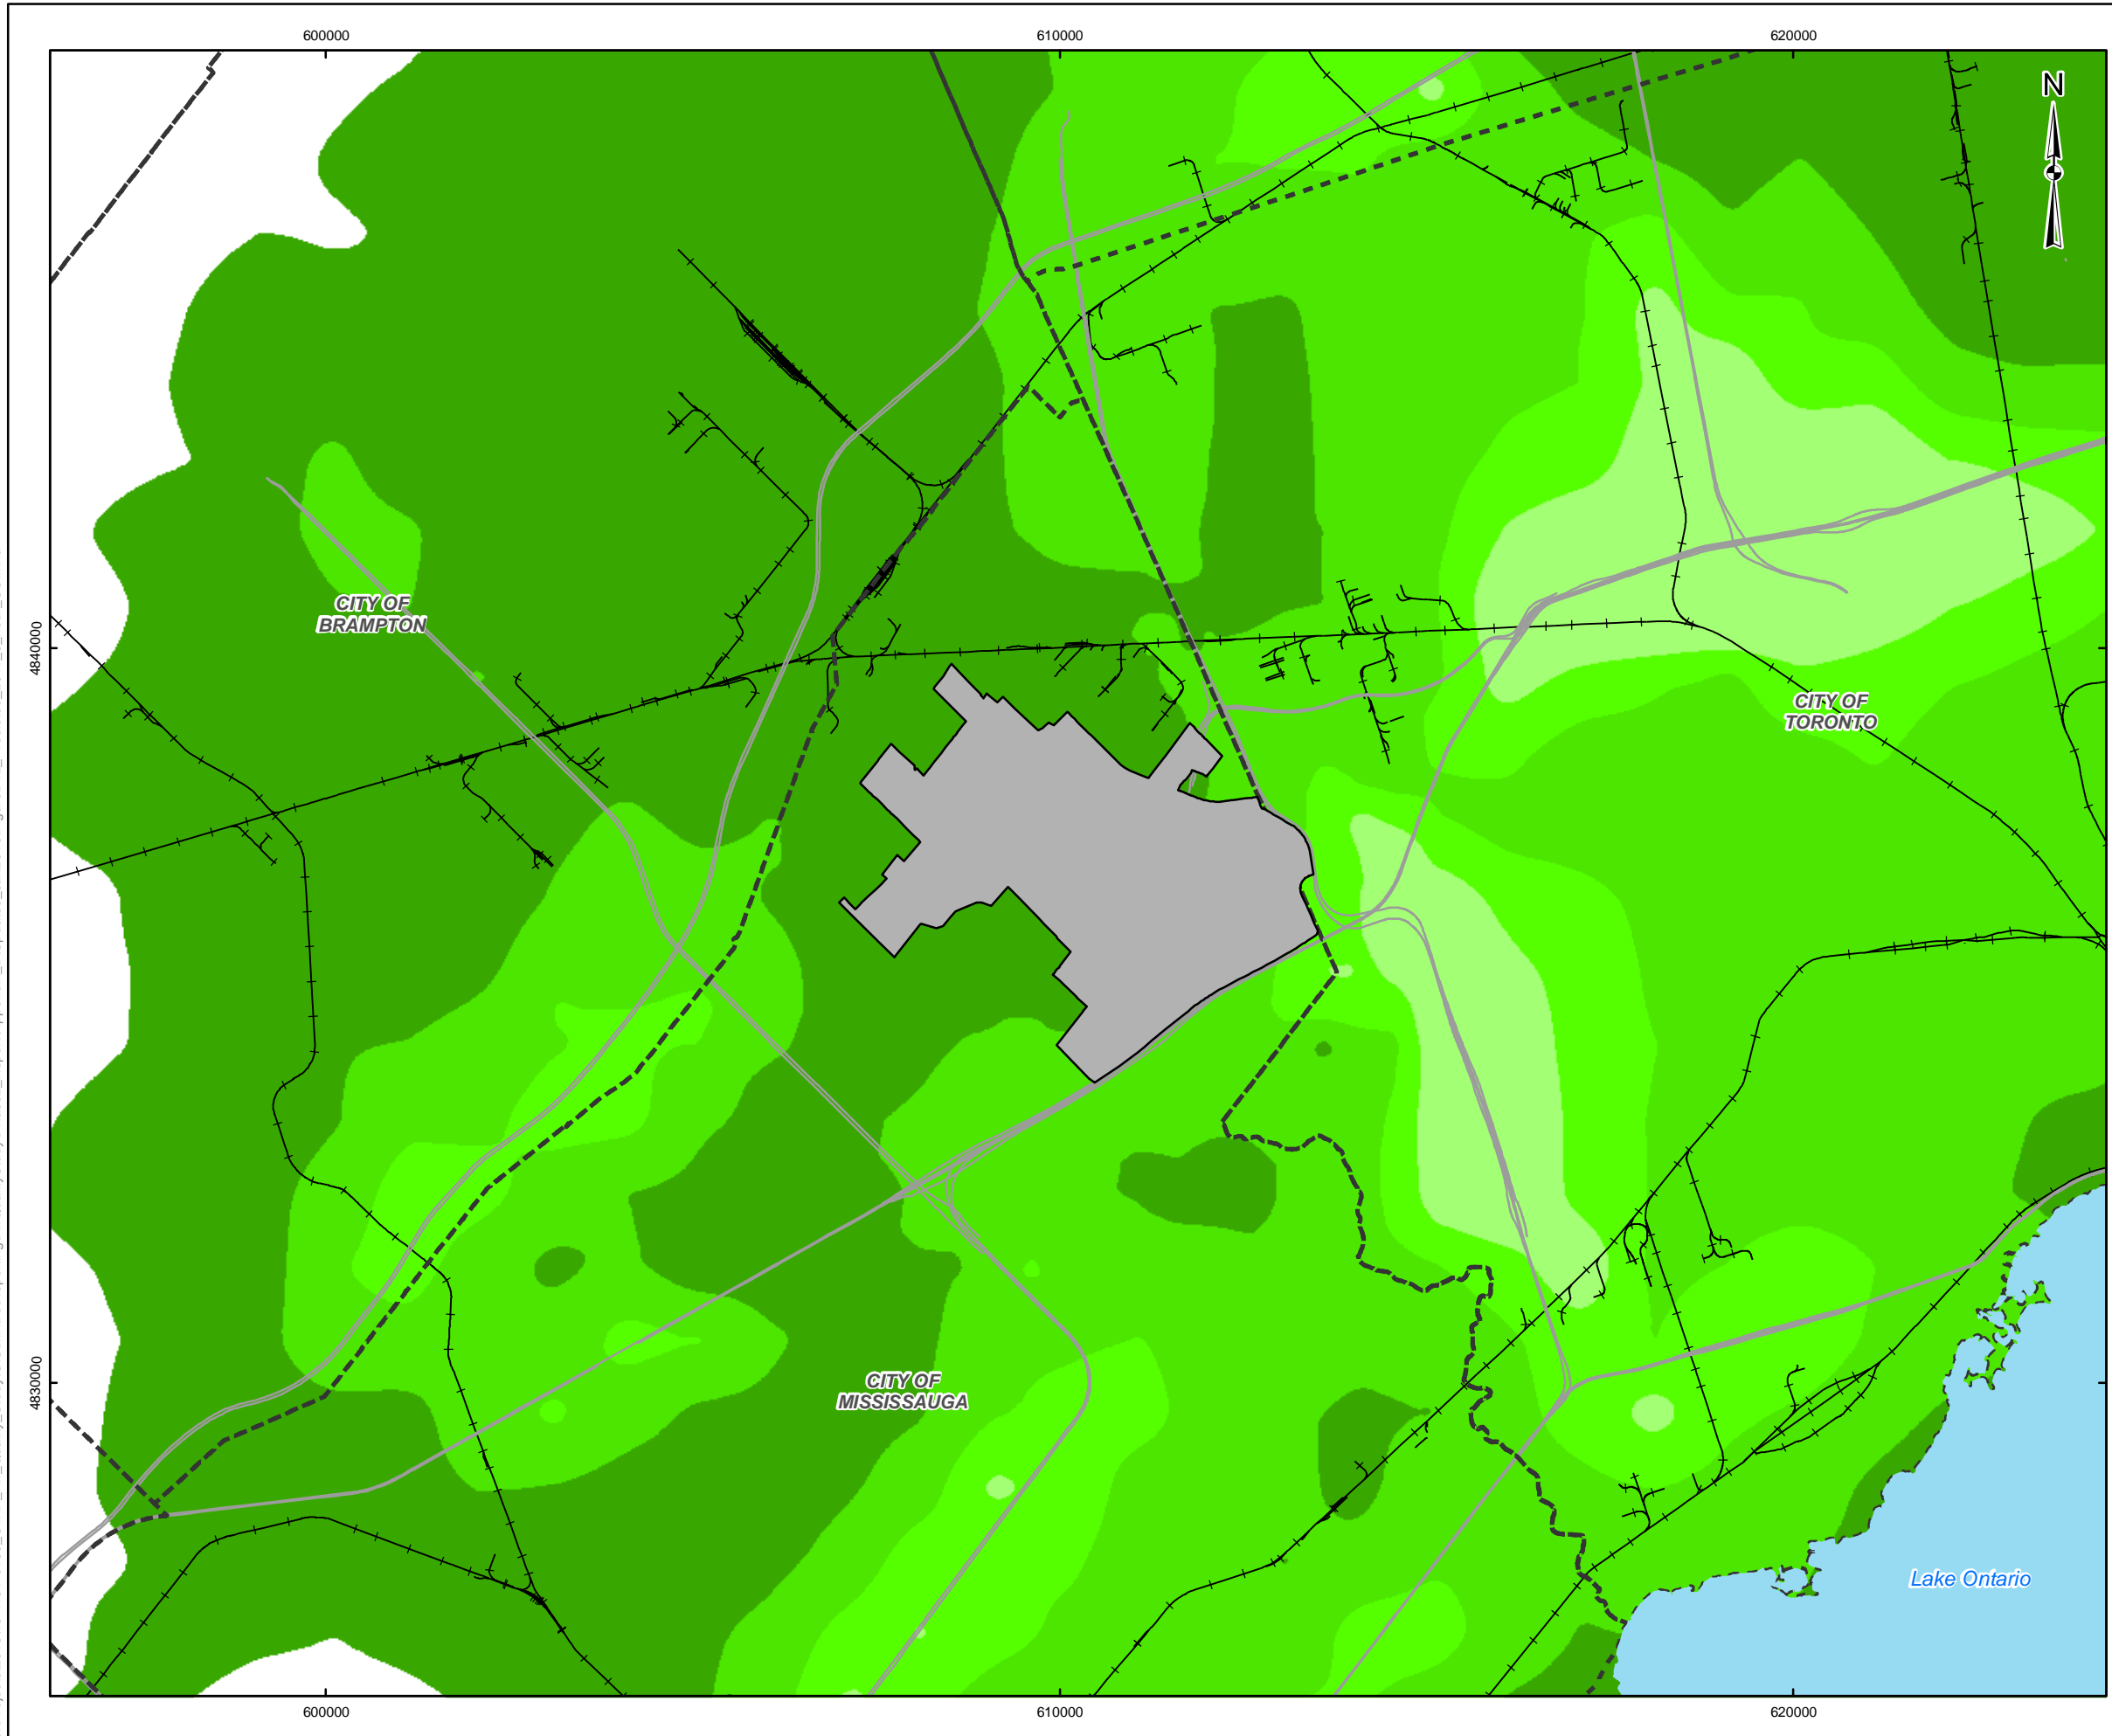 600000
610000
620000
N
CITY OF
BRAMPTON
4840000
CITY OF
TORONTO
CITY OF
MISSISSAUGA
4830000
Lake Ontario
600000
610000
620000